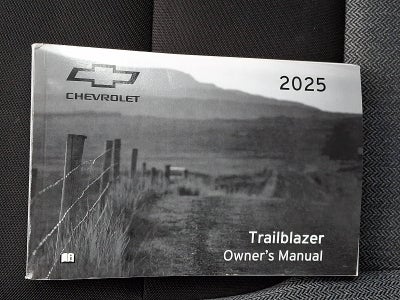 CHEVROLET
2025
Trailblazer
Owner's Manual